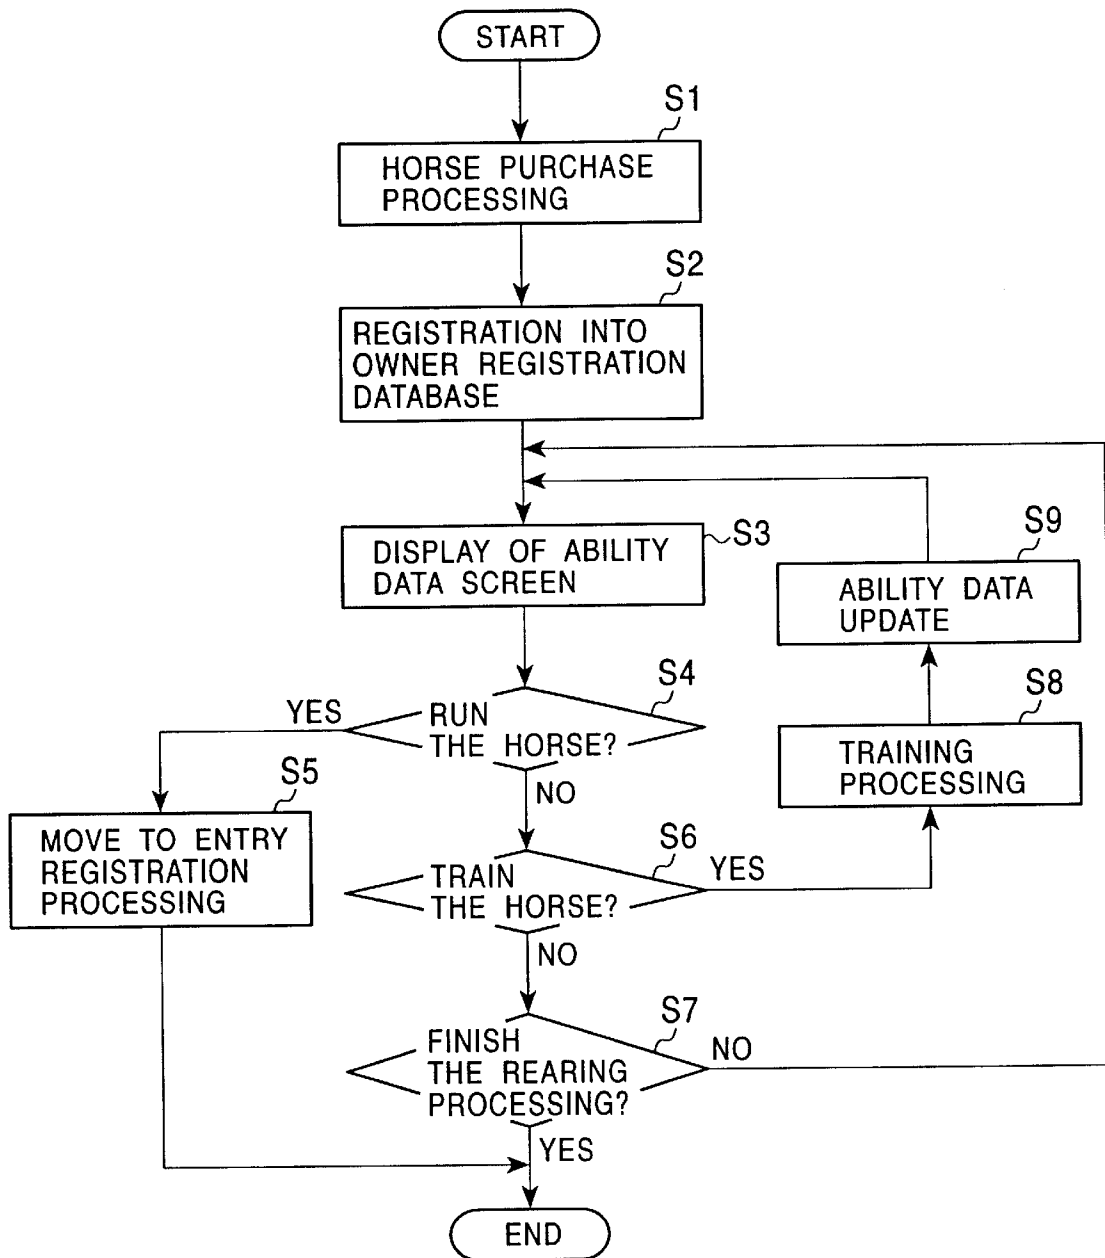 START
S1
HORSE PURCHASE
PROCESSING
S2
REGISTRATION INTO
OWNER REGISTRATION
DATABASE
S3
DISPLAY OF ABILITY
DATA SCREEN
S9
ABILITY DATA
UPDATE
S4
YES
RUN
THE HORSE?
NO
S8
TRAINING
PROCESSING
S5
MOVE TO ENTRY
REGISTRATION
PROCESSING
S6
YES
TRAIN
THE HORSE?
NO
S7
NO
FINISH
THE REARING
PROCESSING?
YES
END